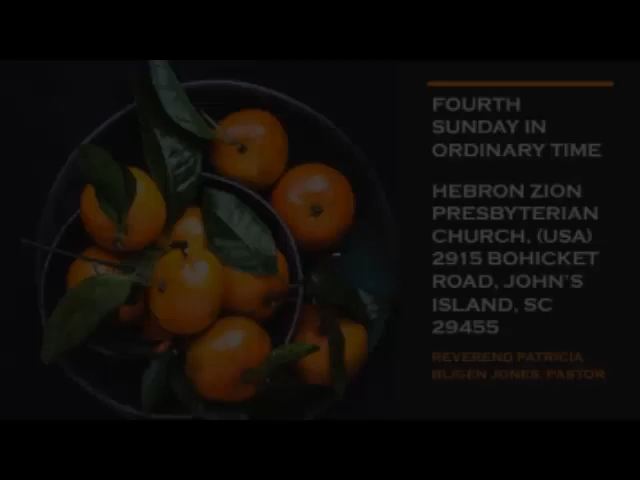 FOURTH
SUNDAY IN
ORDINARY TIME
HEBRON ZION
PRESBYTERIAN
CHURCH, (USA)
2915 BOHICKET
ROAD, JOHN'S
ISLAND, SC
29455
REVEREND PATRICIA
BLIGEN JONES, PASTOR